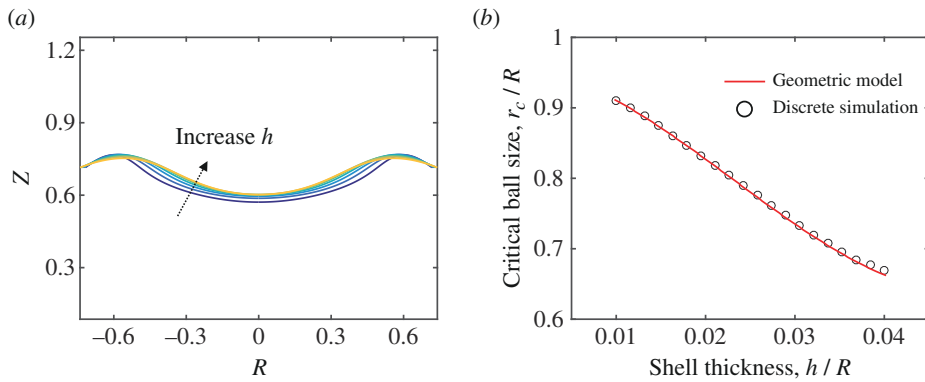 (a)
1.2
0.9
0.6
0.3
Z
Increase h
−0.6
−0.3
0
0.3
0.6
R
(b)
1
0.9
0.8
0.7
0.6
Critical ball size, r_c / R
Geometric model
Discrete simulation
0.01
0.02
0.03
0.04
Shell thickness, h / R